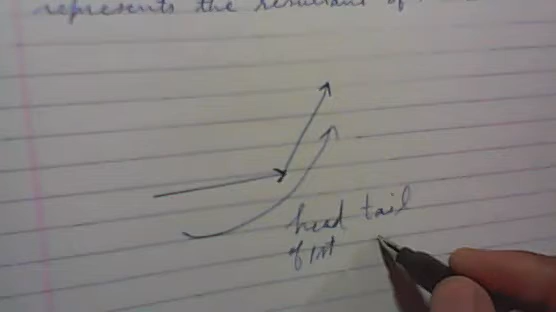 represents the resultant of
head tail
of 1st